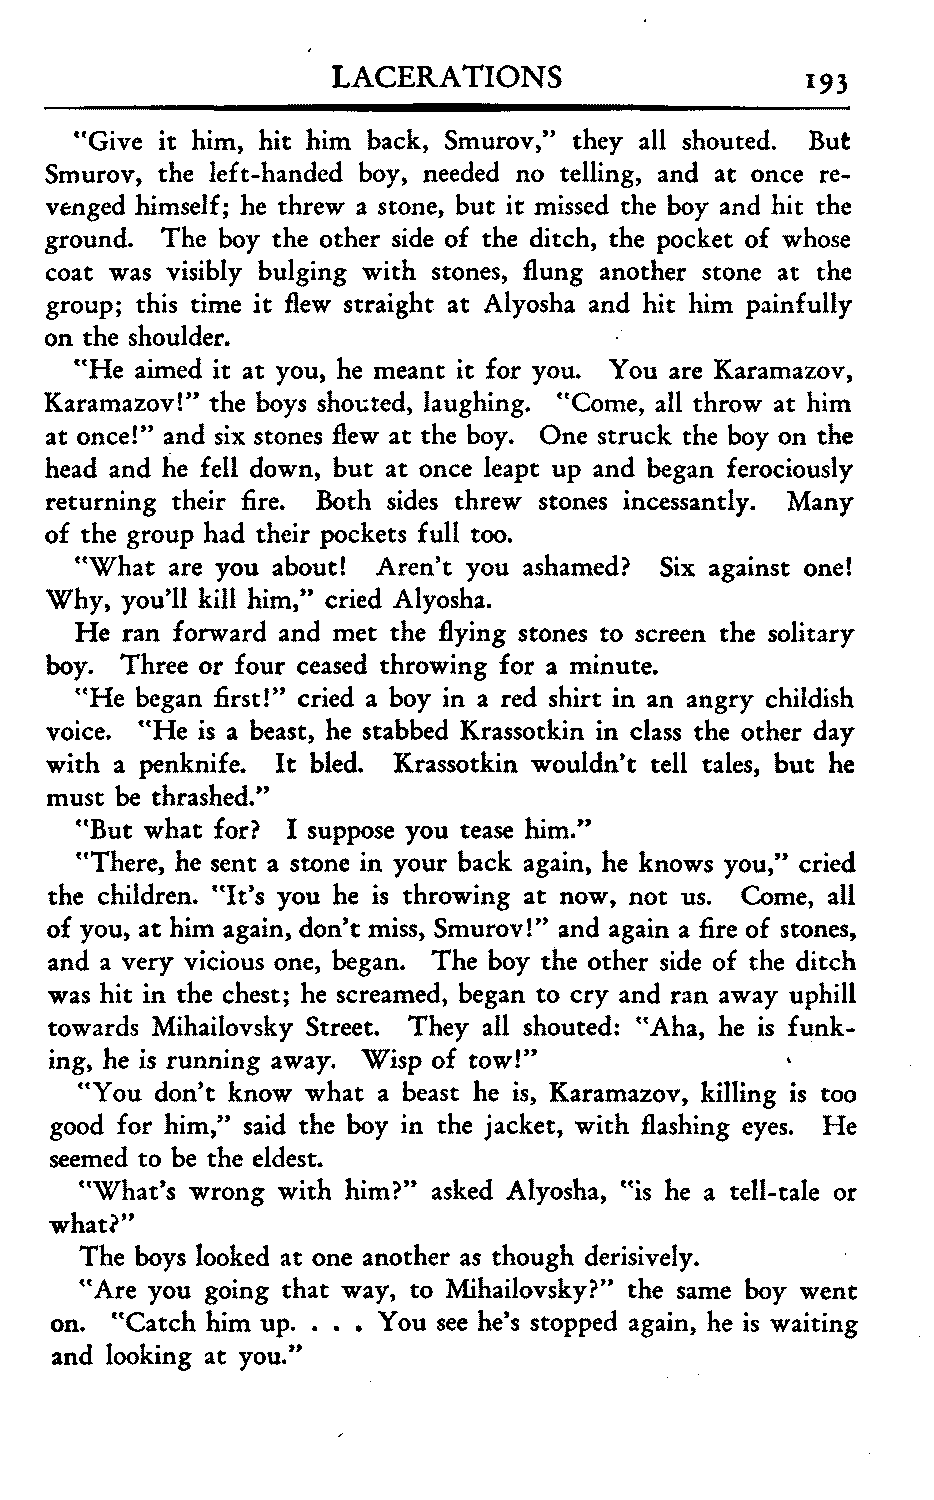 LACERATIONS 193
"Give it him, hit him back, Smurov," they all shouted. But
Smurov, the left-handed boy, needed no telling, and at once re-
venged himself; he threw a stone, but it missed the boy and hit the
ground. The boy the other side of the ditch, the pocket of whose
coat was visibly bulging with stones, flung another stone at the
group; this time it flew straight at Alyosha and hit him painfully
on the shoulder.
"He aimed it at you, he meant it for you. You are Karamazov,
Karamazov!" the boys shouted, laughing. "Come, all throw at him
at once!" and six stones flew at the boy. One struck the boy on the
head and he fell down, but at once leapt up and began ferociously
returning their fire. Both sides threw stones incessantly. Many
of the group had their pockets full too.
"What are you about! Aren't you ashamed? Six against one!
Why, you'll kill him," cried Alyosha.
He ran forward and met the flying stones to screen the solitary
boy. Three or four ceased throwing for a minute.
"He began first!" cried a boy in a red shirt in an angry childish
voice. "He is a beast, he stabbed Krassotkin in class the other day
with a penknife. It bled. Krassotkin wouldn't tell tales, but he
must be thrashed."
"But what for? I suppose you tease him."
"There, he sent a stone in your back again, he knows you," cried
the children. "It's you he is throwing at now, not us. Come, all
of you, at him again, don't miss, Smurov!" and again a fire of stones,
and a very vicious one, began. The boy the other side of the ditch
was hit in the chest; he screamed, began to cry and ran away uphill
towards Mihailovsky Street. They all shouted: "Aha, he is funk-
ing, he is running away. Wisp of tow!"
"You don't know what a beast he is, Karamazov, killing is too
good for him," said the boy in the jacket, with flashing eyes. He
seemed to be the eldest.
"What's wrong with him?" asked Alyosha, "is he a tell-tale or
what?"
The boys looked at one another as though derisively.
"Are you going that way, to Mihailovsky?" the same boy went
on. "Catch him up. . . . You see he's stopped again, he is waiting
and looking at you."